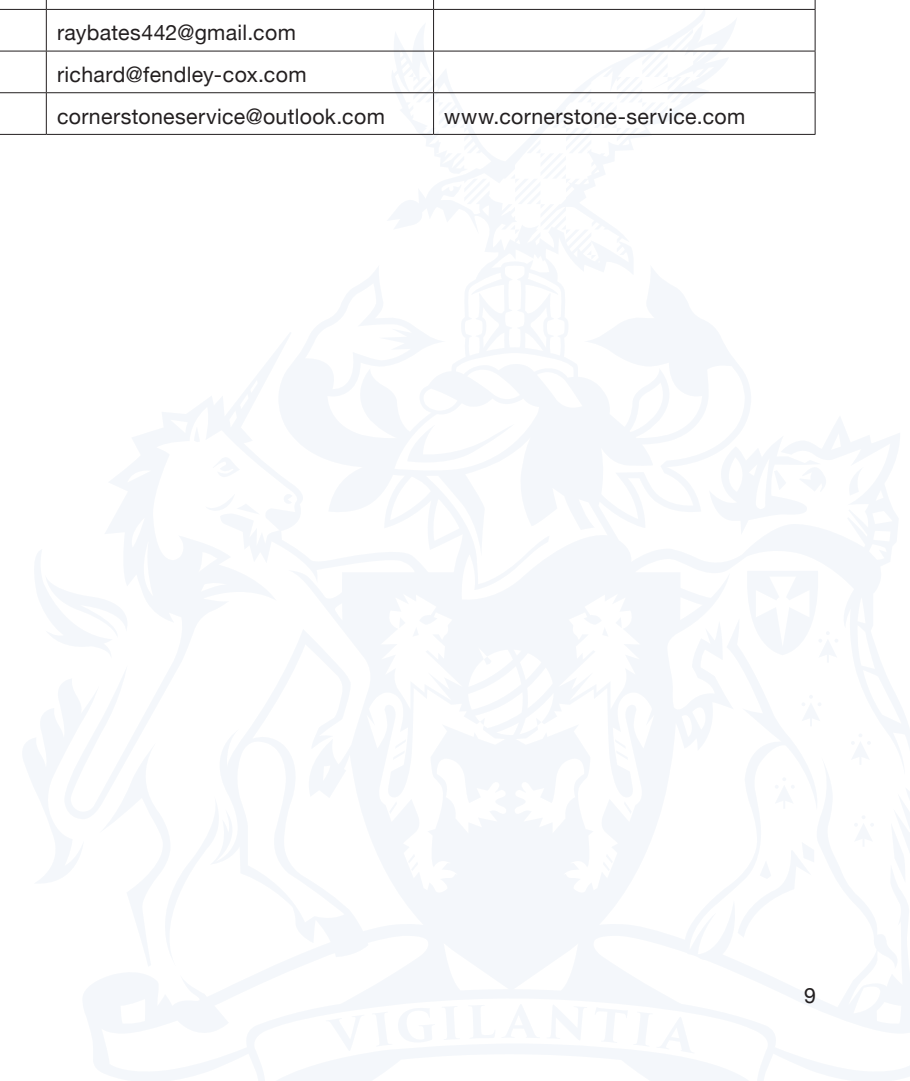 raybates442@gmail.com
richard@fendley-cox.com
cornerstoneservice@outlook.com www.cornerstone-service.com
9
VIGILANTIA